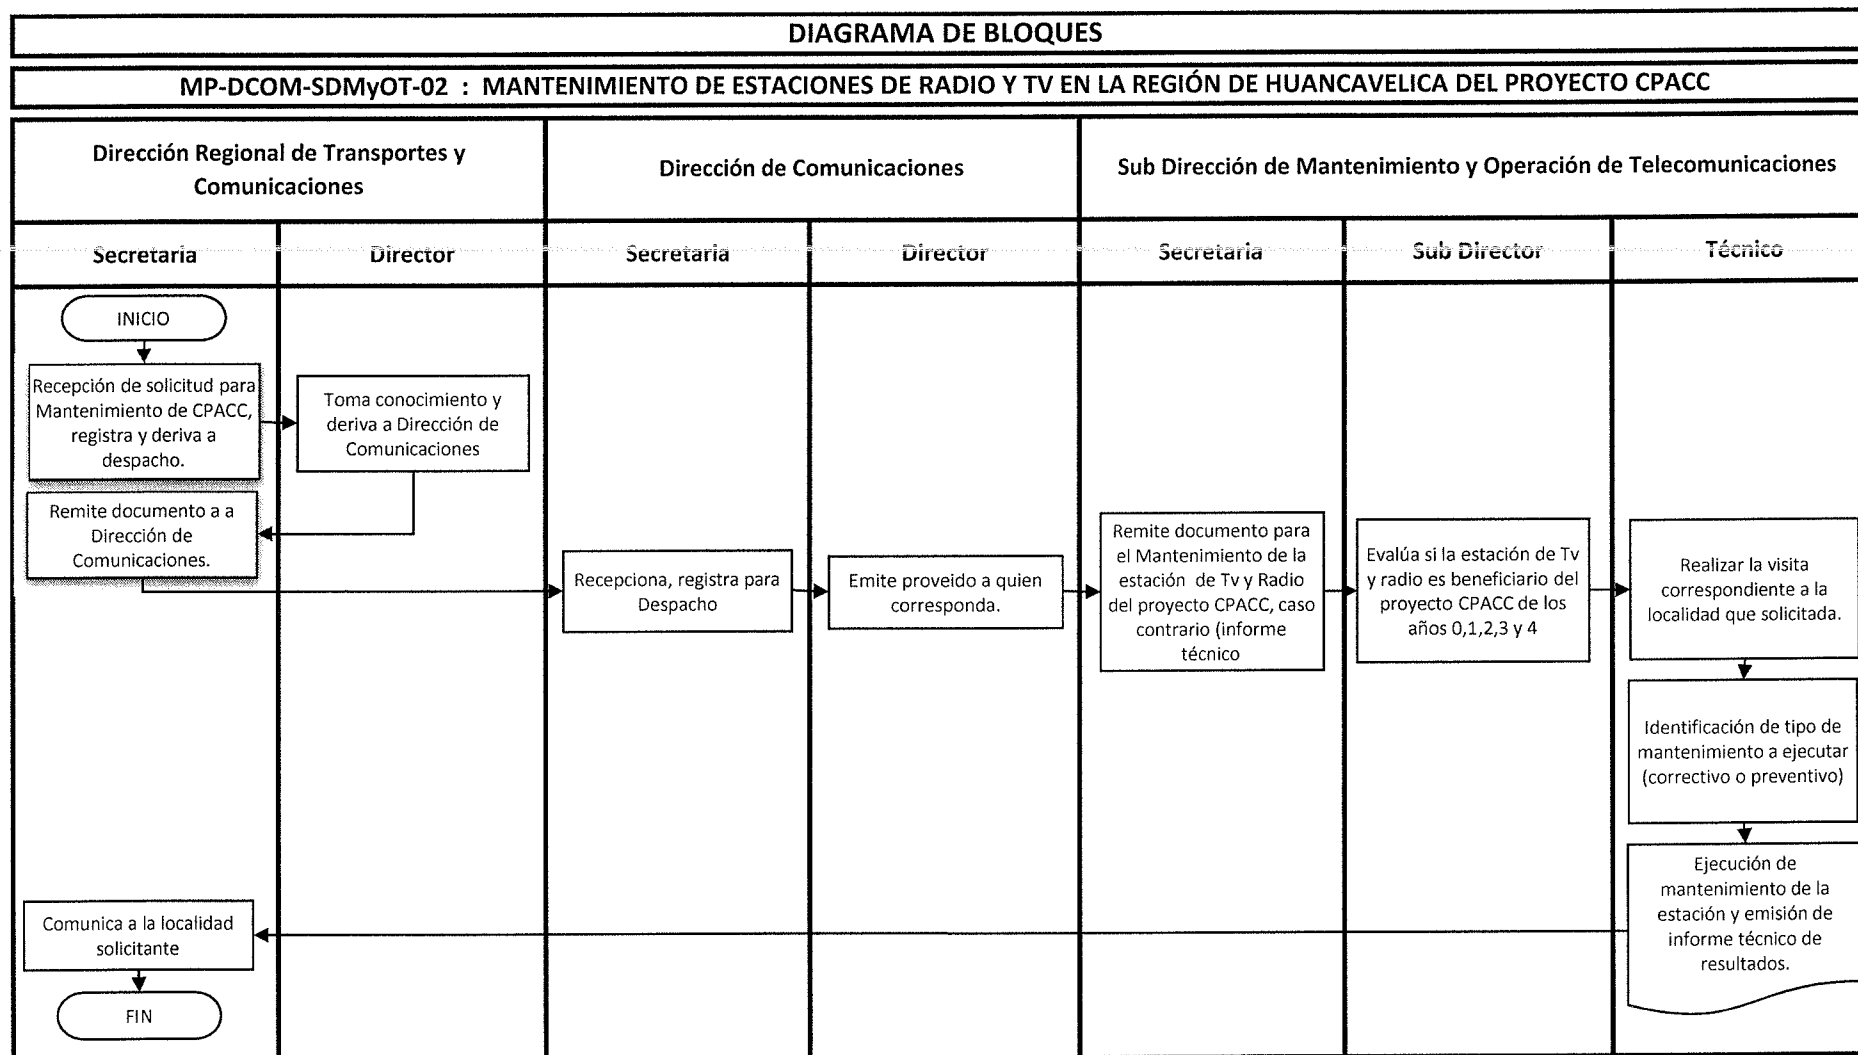 DIAGRAMA DE BLOQUES
MP-DCOM-SDMyOT-02 : MANTENIMIENTO DE ESTACIONES DE RADIO Y TV EN LA REGIÓN DE HUANCAVELICA DEL PROYECTO CPACC
Dirección Regional de Transportes y
Comunicaciones
Dirección de Comunicaciones
Sub Dirección de Mantenimiento y Operación de Telecomunicaciones
Secretaria
Director
Secretaria
Director
Secretaria
Sub Director
Técnico
INICIO
Recepción de solicitud para
Mantenimiento de CPACC,
registra y deriva a
despacho.
Toma conocimiento y
deriva a Dirección de
Comunicaciones
Remite documento a a
Dirección de
Comunicaciones.
Recepciona, registra para
Despacho
Emite proveido a quien
corresponda.
Remite documento para
el Mantenimiento de la
estación de Tv y Radio
del proyecto CPACC, caso
contrario (informe
técnico
Evalúa si la estación de Tv
y radio es beneficiario del
proyecto CPACC de los
años 0,1,2,3 y 4
Realizar la visita
correspondiente a la
localidad que solicitada.
Identificación de tipo de
mantenimiento a ejecutar
(correctivo o preventivo)
Ejecución de
mantenimiento de la
estación y emisión de
informe técnico de
resultados.
Comunica a la localidad
solicitante
FIN